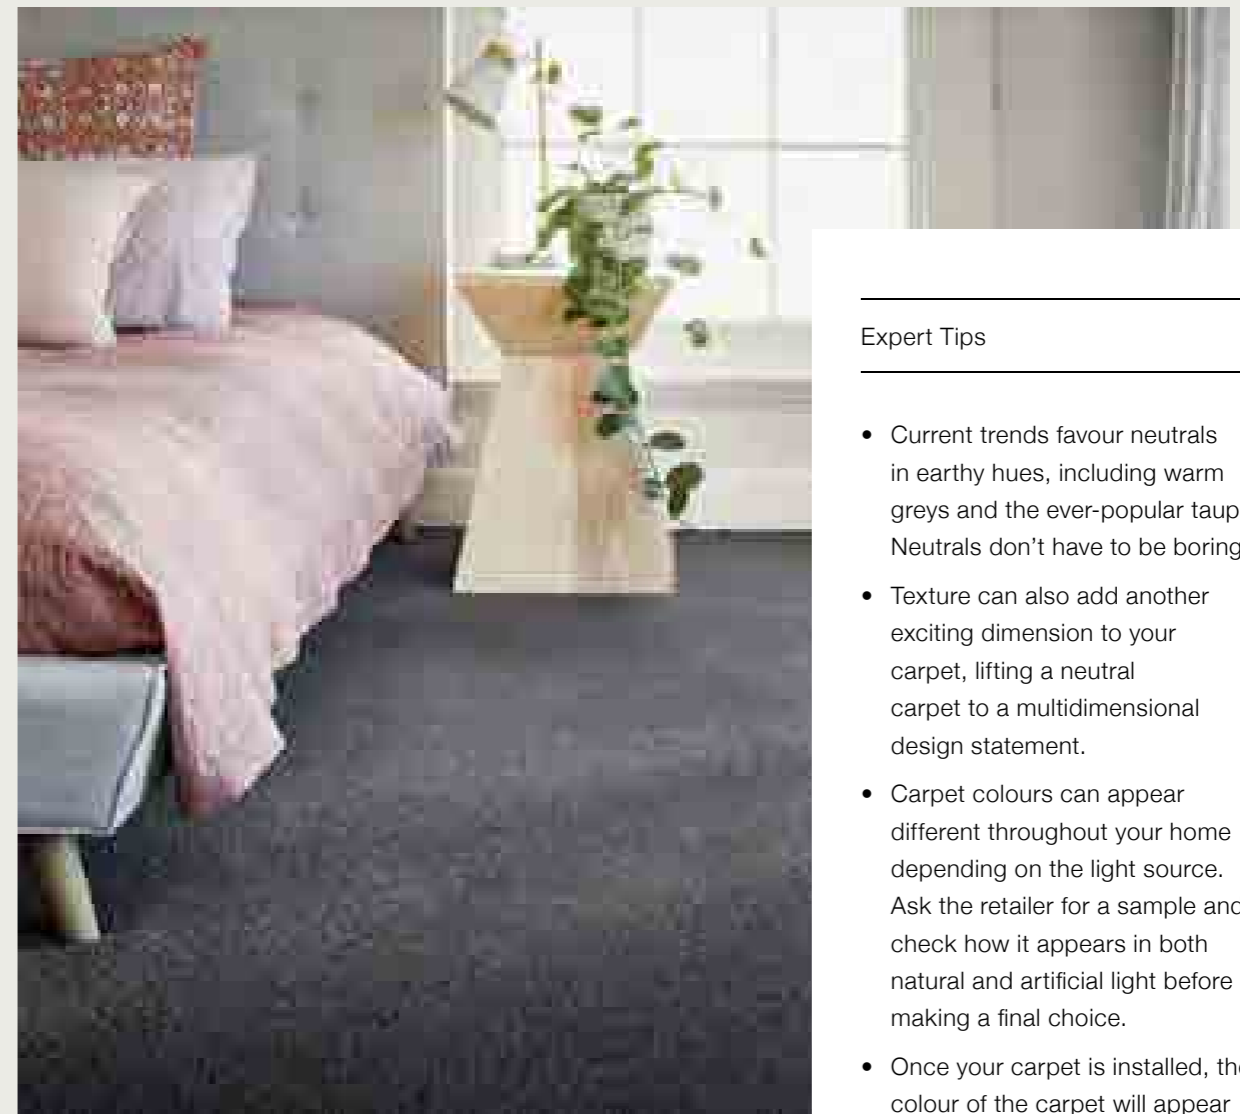 Expert Tips
• Current trends favour neutrals
in earthy hues, including warm
greys and the ever-popular taup
Neutrals don’t have to be boring
• Texture can also add another
exciting dimension to your
carpet, lifting a neutral
carpet to a multidimensional
design statement.
• Carpet colours can appear
different throughout your home
depending on the light source.
Ask the retailer for a sample and
check how it appears in both
natural and artificial light before
making a final choice.
• Once your carpet is installed, the
colour of the carpet will appear